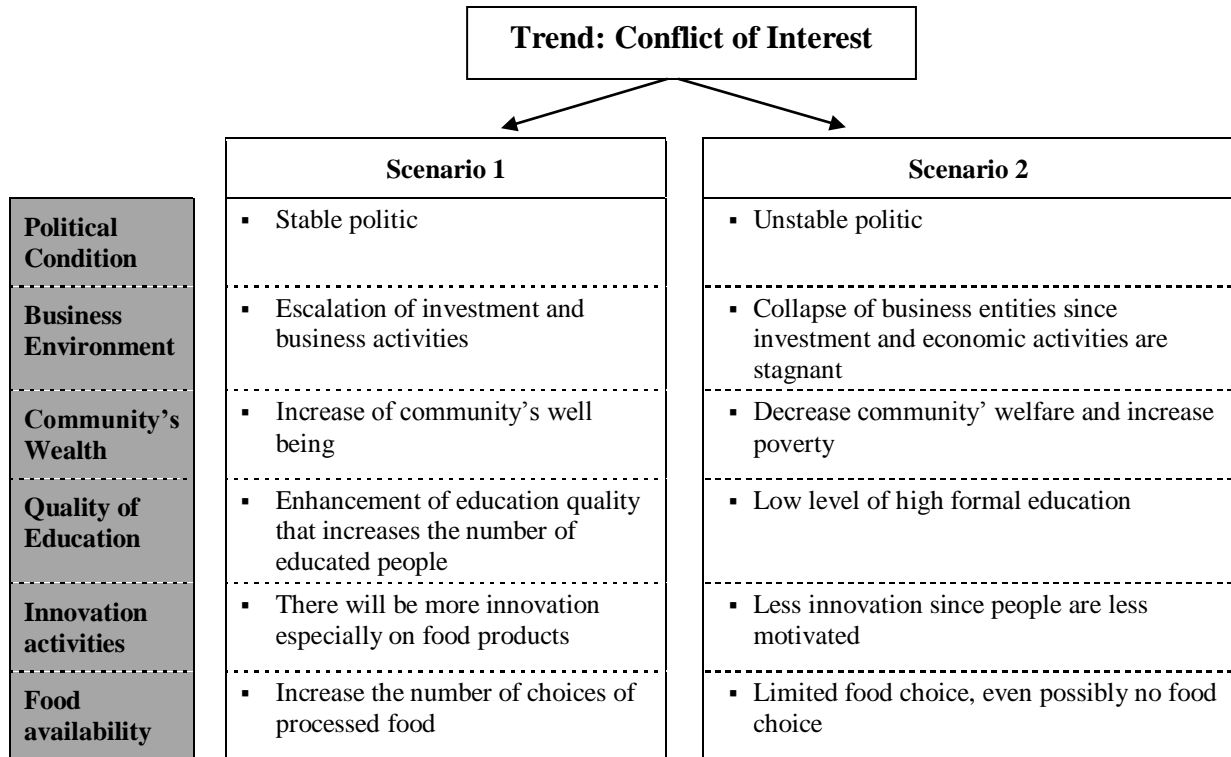 Trend: Conflict of Interest
Scenario 1
Scenario 2
Political
Condition
▪ Stable politic
▪ Unstable politic
Business
Environment
▪ Escalation of investment and
business activities
▪ Collapse of business entities since
investment and economic activities are
stagnant
Community's
Wealth
▪ Increase of community's well
being
▪ Decrease community' welfare and increase
poverty
Quality of
Education
▪ Enhancement of education quality
that increases the number of
educated people
▪ Low level of high formal education
Innovation
activities
▪ There will be more innovation
especially on food products
▪ Less innovation since people are less
motivated
Food
availability
▪ Increase the number of choices of
processed food
▪ Limited food choice, even possibly no food
choice